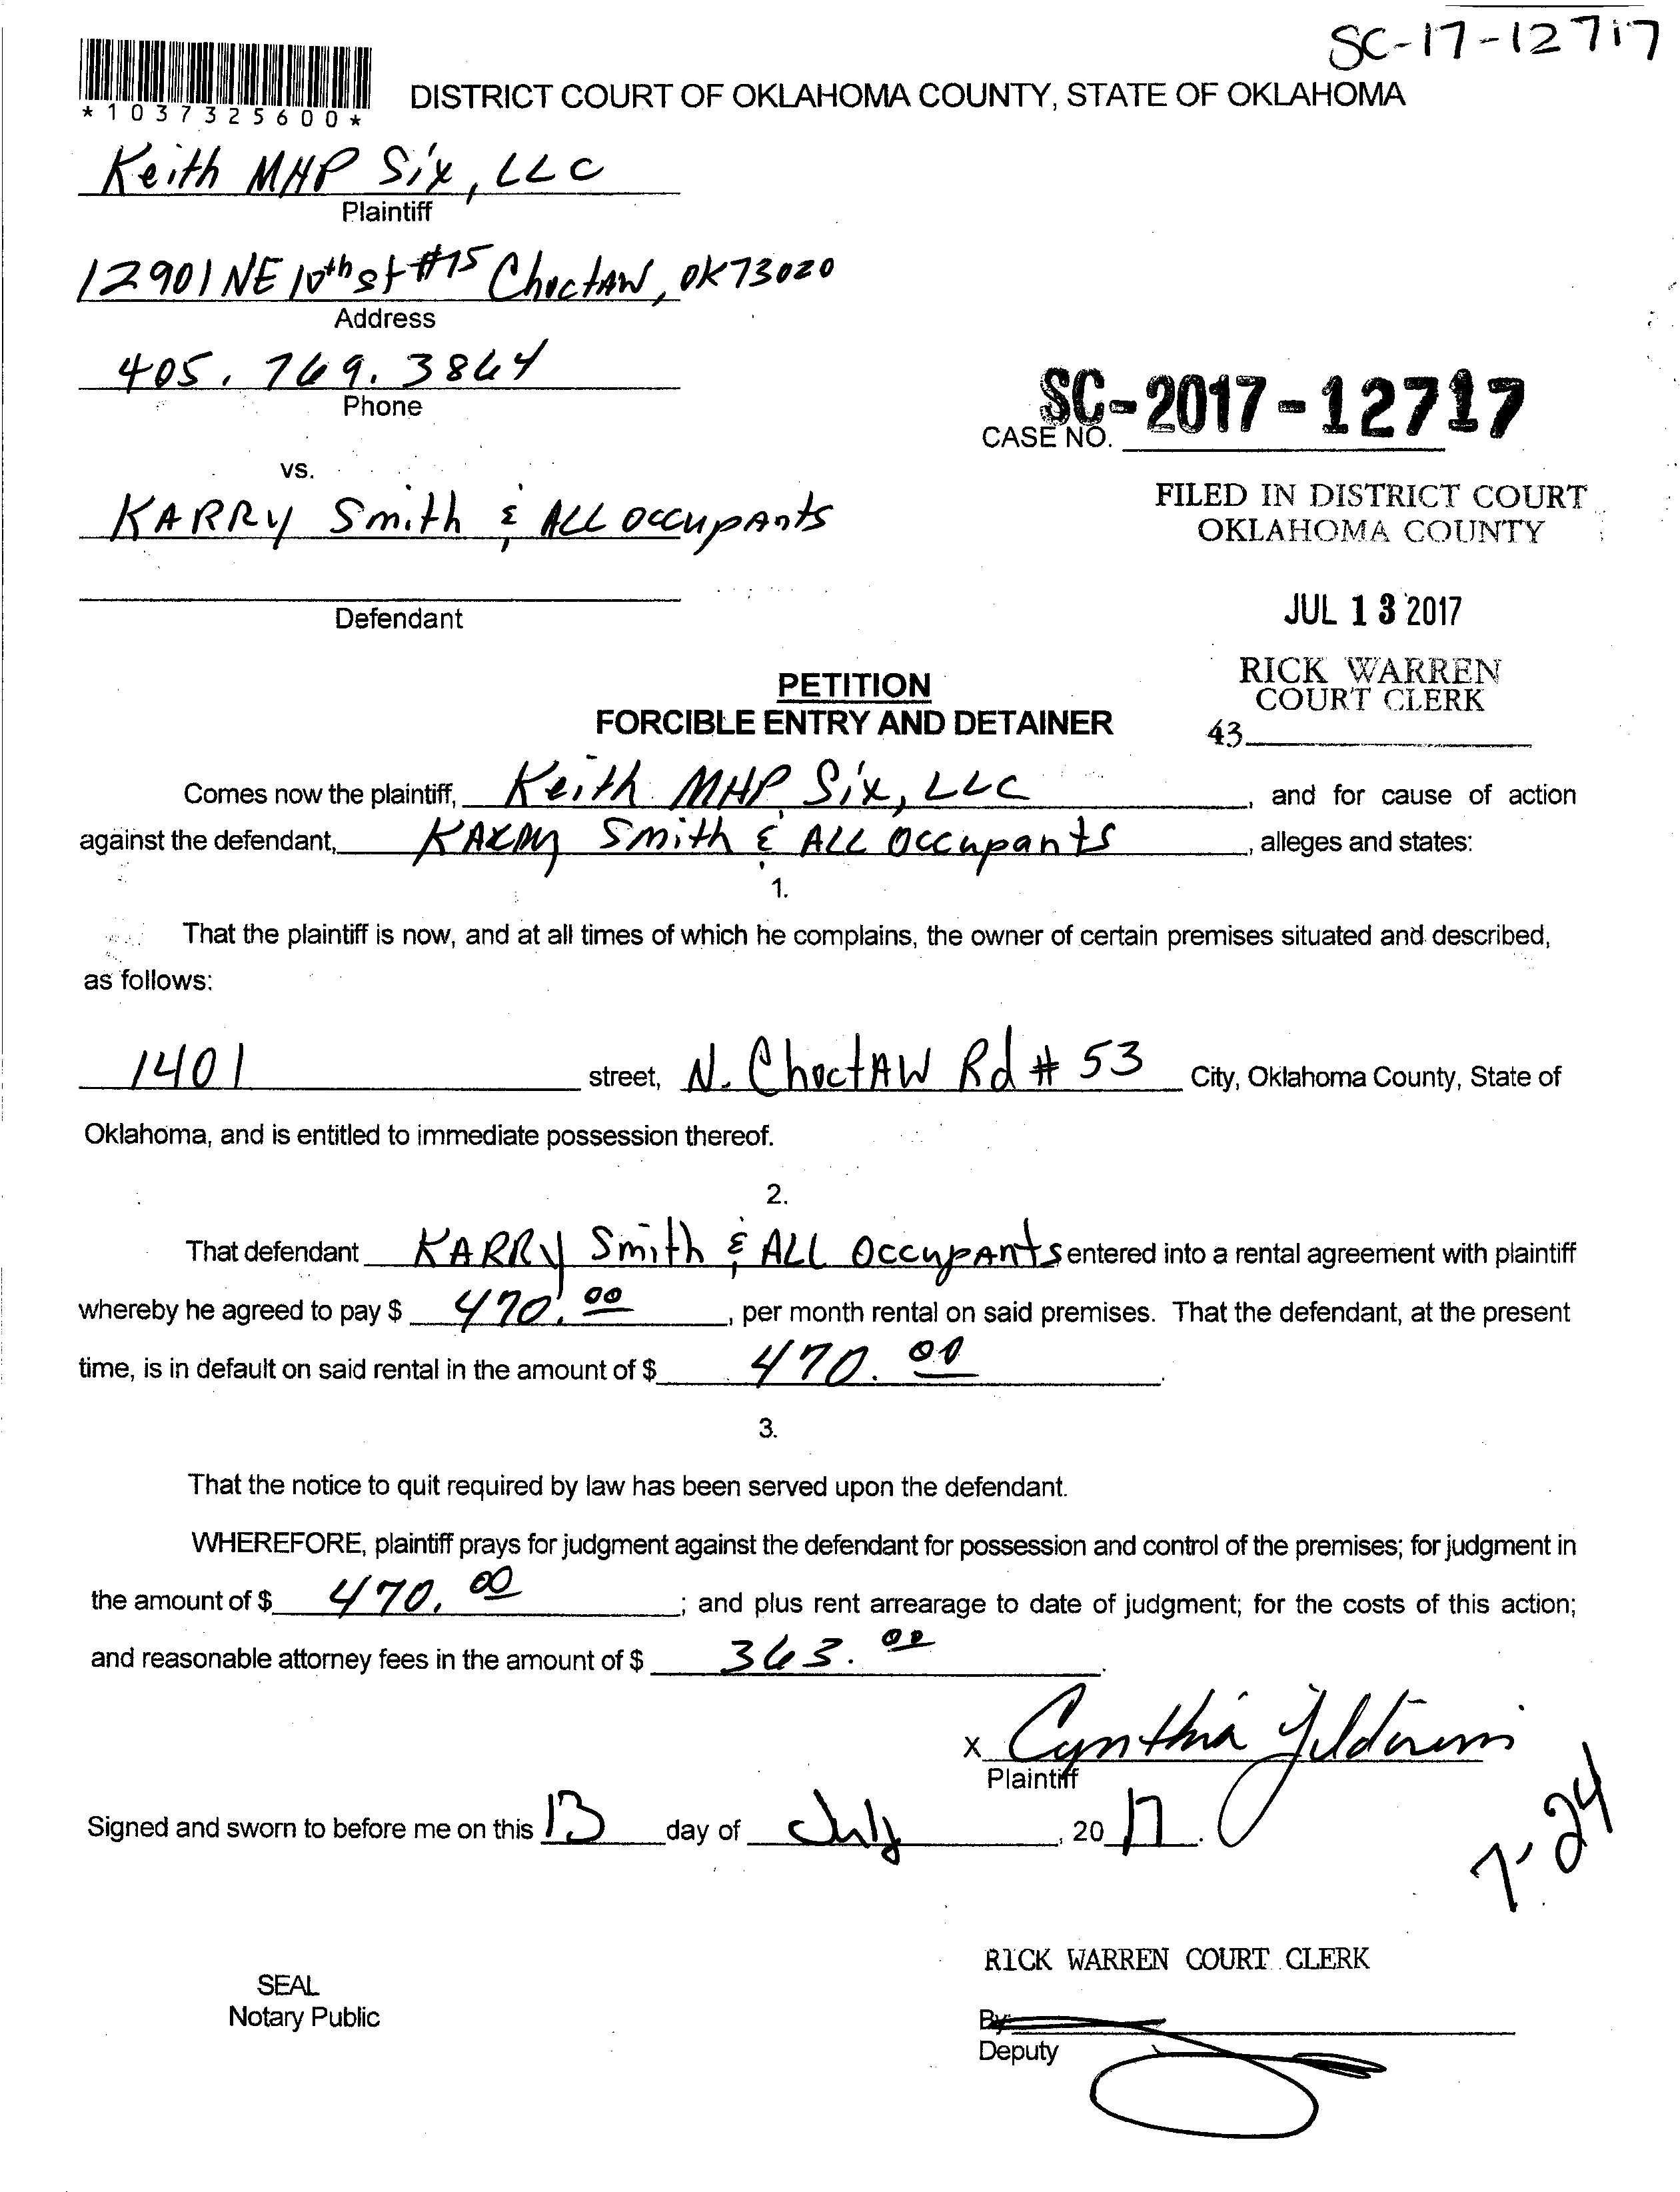 SC-17-12717
*1037325600*
DISTRICT COURT OF OKLAHOMA COUNTY, STATE OF OKLAHOMA
Keith MHP Six, LLC
Plaintiff
12901 NE 10th st #15 Choctaw, OK 73020
Address
405. 769. 3864
Phone
SC-2017-12717
CASE NO.
vs.
KARRY Smith & ALL occupants
FILED IN DISTRICT COURT
OKLAHOMA COUNTY
Defendant
JUL 13 2017
RICK WARREN
COURT CLERK
43
PETITION
FORCIBLE ENTRY AND DETAINER
Comes now the plaintiff, Keith MHP Six, LLC, and for cause of action
against the defendant, Smith & ALL Occupants, alleges and states:
1.
That the plaintiff is now, and at all times of which he complains, the owner of certain premises situated and described,
as follows:
1401 street, N. Choctaw Rd # 53 City, Oklahoma County, State of
Oklahoma, and is entitled to immediate possession thereof.
2.
That defendant KARRY Smith & ALL Occupants entered into a rental agreement with plaintiff
whereby he agreed to pay $ 470.00, per month rental on said premises. That the defendant, at the present
time, is in default on said rental in the amount of $ 470.00.
3.
That the notice to quit required by law has been served upon the defendant.
WHEREFORE, plaintiff prays for judgment against the defendant for possession and control of the premises; for judgment in
the amount of $ 470.00; and plus rent arrearage to date of judgment; for the costs of this action;
and reasonable attorney fees in the amount of $ 363.00.
X Cynthia
Plaintiff
Signed and sworn to before me on this 13 day of July, 2017.
7-24
RICK WARREN COURT CLERK
SEAL
Notary Public
By:
Deputy